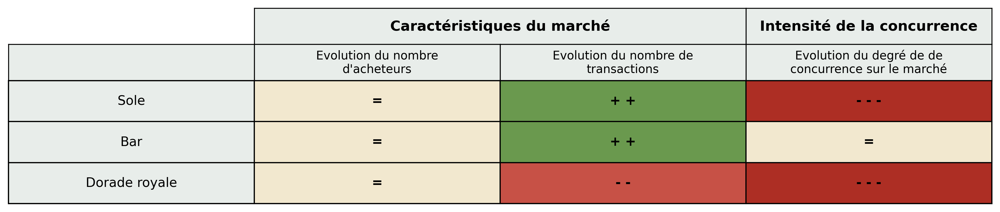 Caractéristiques du marché
Intensité de la concurrence
Evolution du nombre
d'acheteurs
Evolution du nombre de
transactions
Evolution du degré de de
concurrence sur le marché
Sole
=
+ +
- - -
Bar
=
+ +
=
Dorade royale
=
- -
- - -